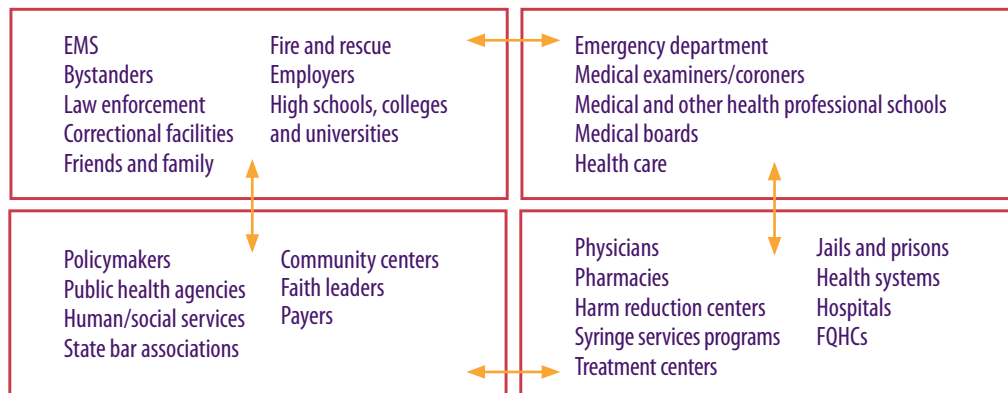 EMS
Bystanders
Law enforcement
Correctional facilities
Friends and family
Fire and rescue
Employers
High schools, colleges
and universities
Emergency department
Medical examiners/coroners
Medical and other health professional schools
Medical boards
Health care
Policymakers
Public health agencies
Human/social services
State bar associations
Community centers
Faith leaders
Payers
Physicians
Pharmacies
Harm reduction centers
Syringe services programs
Treatment centers
Jails and prisons
Health systems
Hospitals
FQHCs